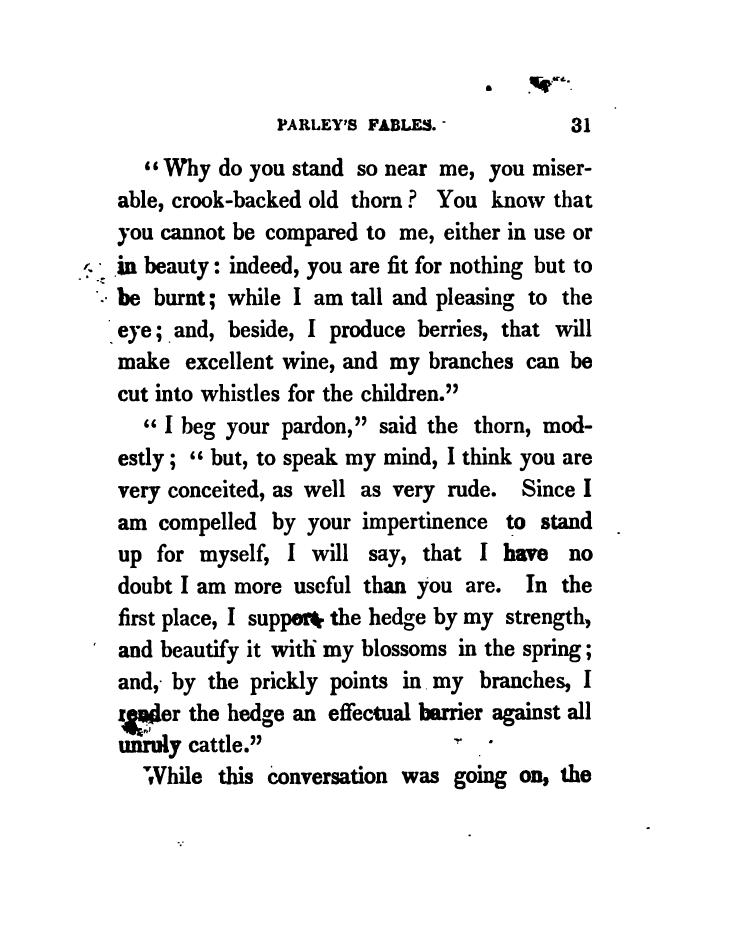 PARLEY'S FABLES. 31
“Why do you stand so near me, you miser-
able, crook-backed old thorn? You know that
you cannot be compared to me, either in use or
in beauty: indeed, you are fit for nothing but to
be burnt; while I am tall and pleasing to the
eye; and, beside, I produce berries, that will
make excellent wine, and my branches can be
cut into whistles for the children.”
“I beg your pardon,” said the thorn, mod-
estly; “but, to speak my mind, I think you are
very conceited, as well as very rude. Since I
am compelled by your impertinence to stand
up for myself, I will say, that I have no
doubt I am more useful than you are. In the
first place, I support the hedge by my strength,
and beautify it with my blossoms in the spring;
and, by the prickly points in my branches, I
render the hedge an effectual barrier against all
unruly cattle.”
While this conversation was going on, the